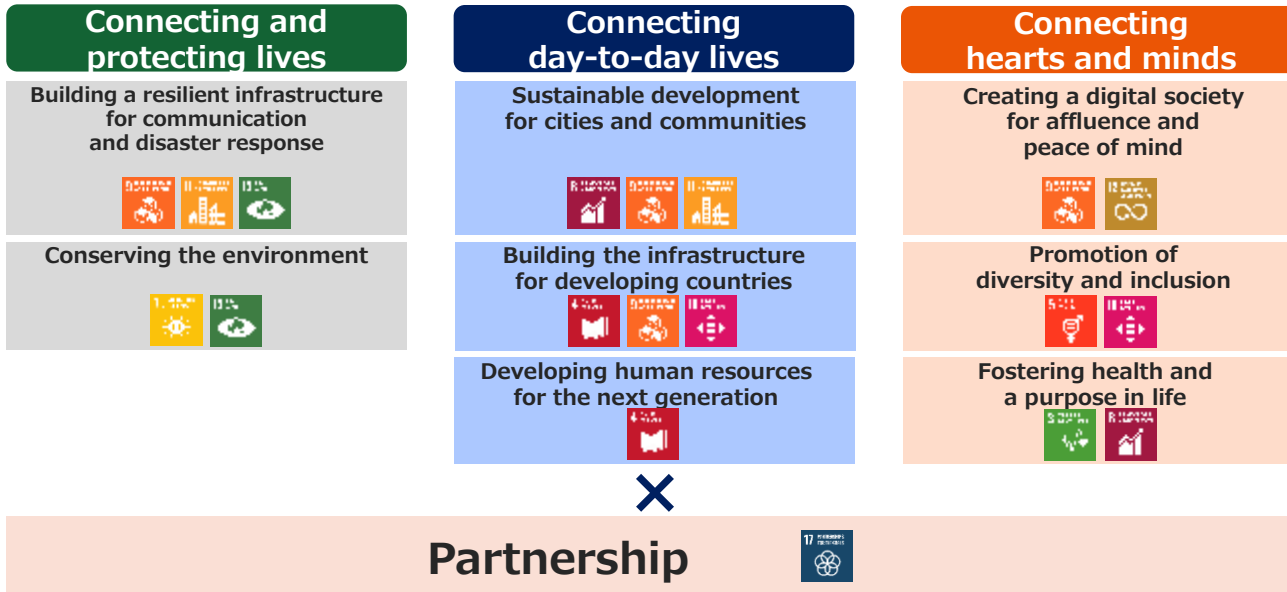 Connecting and
protecting lives
Building a resilient infrastructure
for communication
and disaster response
Conserving the environment
Connecting
day-to-day lives
Sustainable development
for cities and communities
Building the infrastructure
for developing countries
Developing human resources
for the next generation
Connecting
hearts and minds
Creating a digital society
for affluence and
peace of mind
Promotion of
diversity and inclusion
Fostering health and
a purpose in life
×
Partnership
17